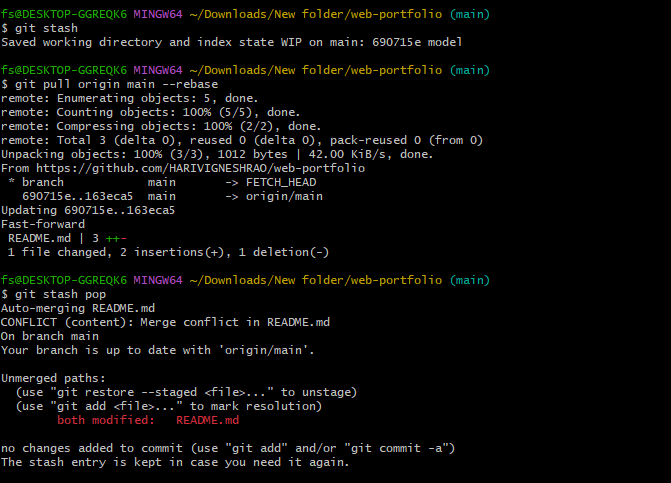 fs@DESKTOP-GGREQK6 MINGW64 ~/Downloads/New folder/web-portfolio (main)
$ git stash
Saved working directory and index state WIP on main: 690715e model

fs@DESKTOP-GGREQK6 MINGW64 ~/Downloads/New folder/web-portfolio (main)
$ git pull origin main --rebase
remote: Enumerating objects: 5, done.
remote: Counting objects: 100% (5/5), done.
remote: Compressing objects: 100% (2/2), done.
remote: Total 3 (delta 0), reused 0 (delta 0), pack-reused 0 (from 0)
Unpacking objects: 100% (3/3), 1012 bytes | 42.00 KiB/s, done.
From https://github.com/HARIVIGNESHRAO/web-portfolio
 * branch            main       -> FETCH_HEAD
   690715e..163eca5  main       -> origin/main
Updating 690715e..163eca5
Fast-forward
 README.md | 3 ++-
 1 file changed, 2 insertions(+), 1 deletion(-)

fs@DESKTOP-GGREQK6 MINGW64 ~/Downloads/New folder/web-portfolio (main)
$ git stash pop
Auto-merging README.md
CONFLICT (content): Merge conflict in README.md
On branch main
Your branch is up to date with 'origin/main'.

Unmerged paths:
  (use "git restore --staged <file>..." to unstage)
  (use "git add <file>..." to mark resolution)
        both modified:   README.md

no changes added to commit (use "git add" and/or "git commit -a")
The stash entry is kept in case you need it again.